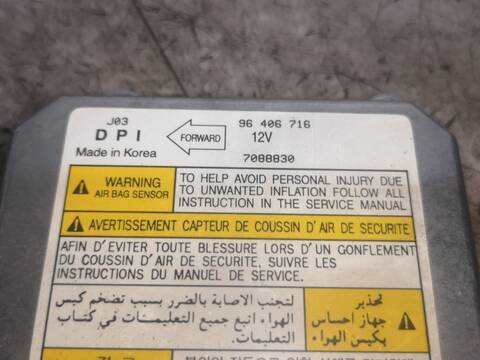 J03
DPI
Made in Korea
FORWARD
96 406 716
12V
7088830
WARNING
AIR BAG SENSOR
TO HELP AVOID PERSONAL INJURY DUE
TO UNWANTED INFLATION FOLLOW ALL
INSTRUCTION IN THE SERVICE MANUAL
AVERTISSEMENT CAPTEUR DE COUSSIN D'AIR DE SECURITE
AFIN D'EVITER TOUTE BLESSURE LORS D'UN GONFLEMENT
DU COUSSIN D'AIR DE SECURITE, SUIVRE LES
INSTRUCTIONS DU MANUEL DE SERVICE.
تحذير
جهاز احساس
بكيس الهواء
لتجنب الاصابة بالضرر بسبب تضخم كيس
الهواء اتبع جميع التعليمات في كتاب
التعليمات